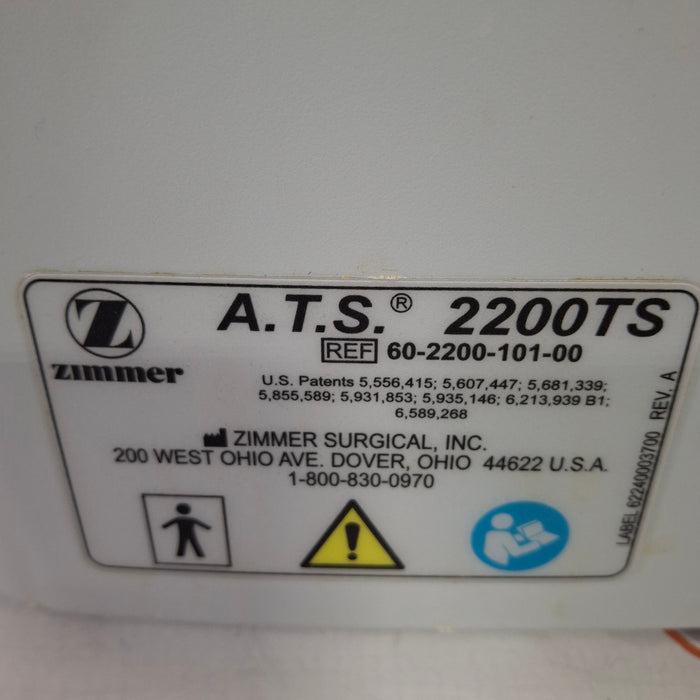 Z
zimmer
A.T.S.® 2200TS
REF 60-2200-101-00
U.S. Patents 5,556,415; 5,607,447; 5,681,339;
5,855,589; 5,931,853; 5,935,146; 6,213,939 B1;
6,589,268
ZIMMER SURGICAL, INC.
200 WEST OHIO AVE. DOVER, OHIO 44622 U.S.A.
1-800-830-0970
!
LABEL 62240003700 REV. A